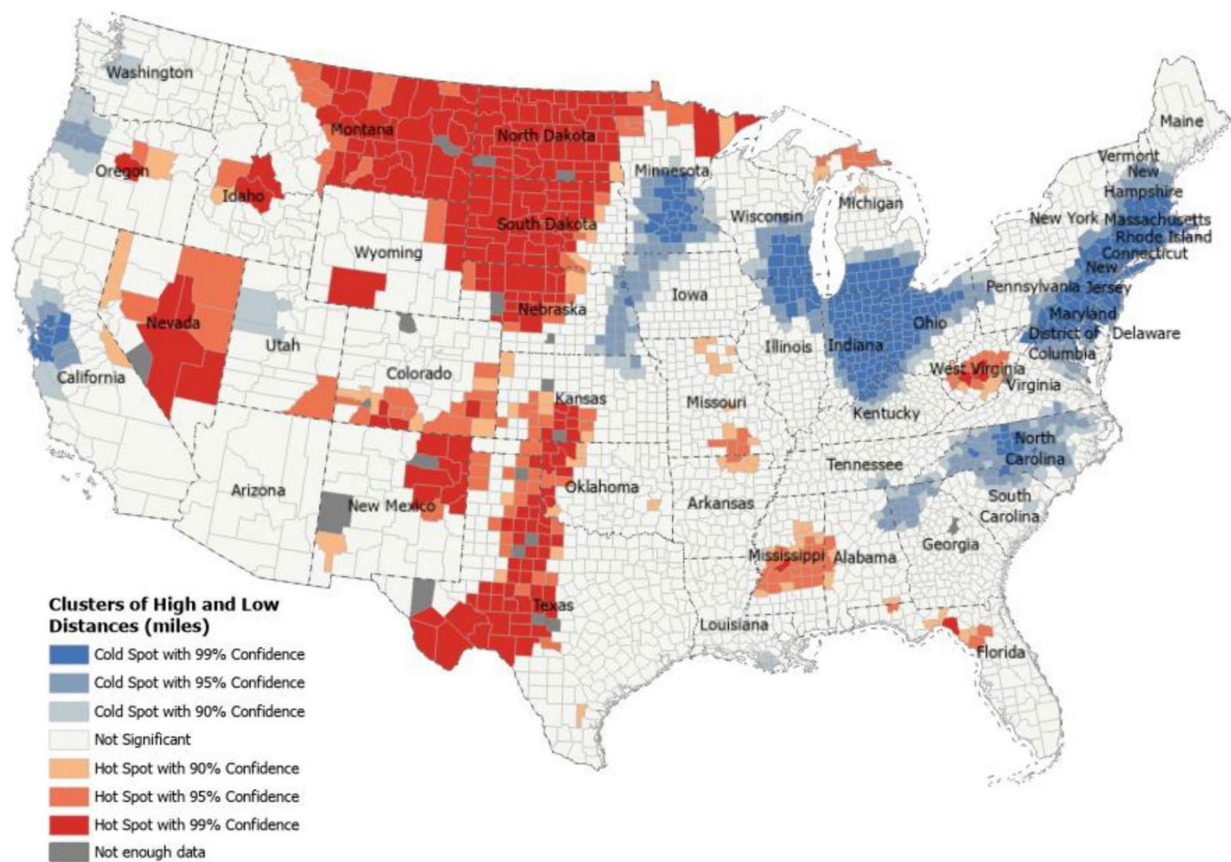 Washington
Montana
North Dakota
Minnesota
Maine
Vermont
New
Hampshire
Oregon
Idaho
South Dakota
Wisconsin
Michigan
New York
Massachusetts
Rhode Island
Connecticut
Wyoming
Nebraska
Iowa
Pennsylvania
New
Jersey
Nevada
Utah
Illinois
Indiana
Ohio
Maryland
Delaware
District of
Columbia
California
Colorado
Kansas
Missouri
West Virginia
Virginia
Kentucky
Arizona
New Mexico
Oklahoma
Arkansas
Tennessee
North
Carolina
South
Carolina
Mississippi
Alabama
Georgia
Texas
Louisiana
Florida
Clusters of High and Low
Distances (miles)
Cold Spot with 99% Confidence
Cold Spot with 95% Confidence
Cold Spot with 90% Confidence
Not Significant
Hot Spot with 90% Confidence
Hot Spot with 95% Confidence
Hot Spot with 99% Confidence
Not enough data